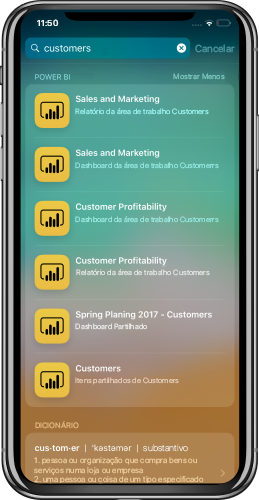 11:50
customers
Cancelar
POWER BI
Mostrar Menos
Sales and Marketing
Relatório da área de trabalho Customers
Sales and Marketing
Dashboard da área de trabalho Customers
Customer Profitability
Dashboard da área de trabalho Customers
Customer Profitability
Relatório da área de trabalho Customers
Spring Planing 2017 - Customers
Dashboard Partilhado
Customers
Itens partilhados de Customers
DICIONÁRIO
cus·tom·er | ˈkəstəmər | substantivo
1. pessoa ou organização que compra bens ou
serviços numa loja ou empresa
2. uma pessoa ou coisa de um tipo especificado